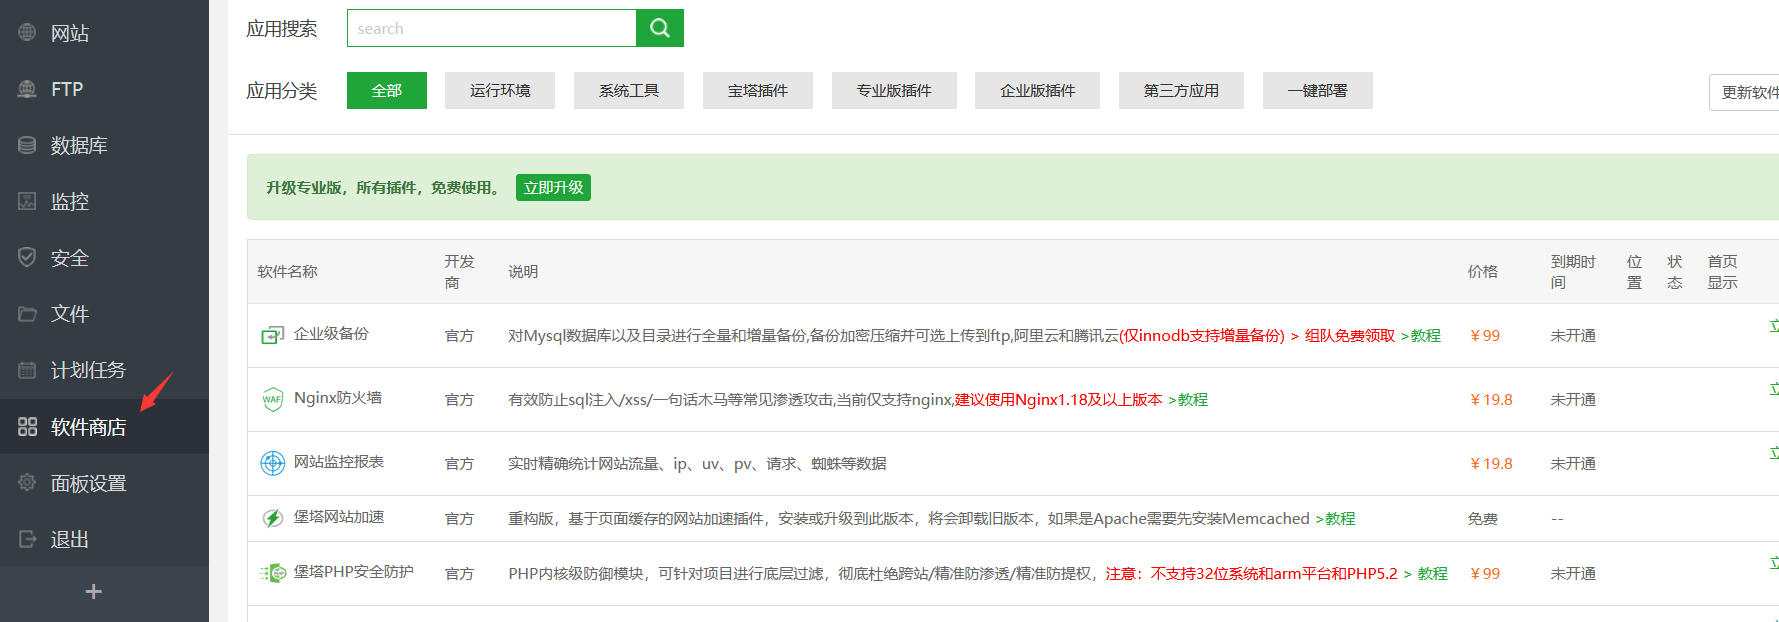 网站
FTP
数据库
监控
安全
文件
计划任务
软件商店
面板设置
退出
应用搜索 search
应用分类 全部 运行环境 系统工具 宝塔插件 专业版插件 企业版插件 第三方应用 一键部署 更新软件
升级专业版，所有插件，免费使用。 立即升级
软件名称 开发商 说明 价格 到期时间 位置 状态 首页显示
企业级备份 官方 对Mysql数据库以及目录进行全量和增量备份,备份加密压缩并可选上传到ftp,阿里云和腾讯云(仅innodb支持增量备份) > 组队免费领取 >教程 ￥99 未开通 立
Nginx防火墙 官方 有效防止sql注入/xss/一句话木马等常见渗透攻击,当前仅支持nginx,建议使用Nginx1.18及以上版本 >教程 ￥19.8 未开通 立
网站监控报表 官方 实时精确统计网站流量、ip、uv、pv、请求、蜘蛛等数据 ￥19.8 未开通 立
堡塔网站加速 官方 重构版，基于页面缓存的网站加速插件，安装或升级到此版本，将会卸载旧版本，如果是Apache需要先安装Memcached >教程 免费 --
堡塔PHP安全防护 官方 PHP内核级防御模块，可针对项目进行底层过滤，彻底杜绝跨站/精准防渗透/精准防提权，注意：不支持32位系统和arm平台和PHP5.2 > 教程 ￥99 未开通 立